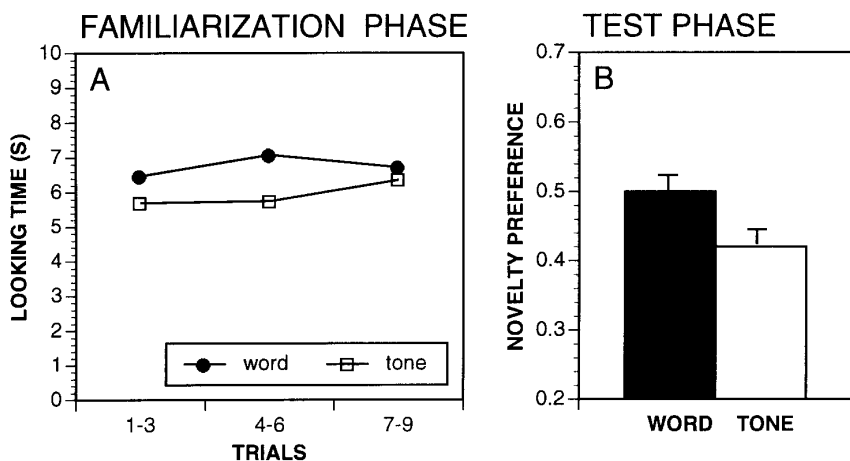 FAMILIARIZATION PHASE
TEST PHASE
A
LOOKING TIME (S)
10
9
8
7
6
5
4
3
2
1
0
word
tone
1-3
4-6
7-9
TRIALS
B
NOVELTY PREFERENCE
0.7
0.6
0.5
0.4
0.3
0.2
WORD
TONE